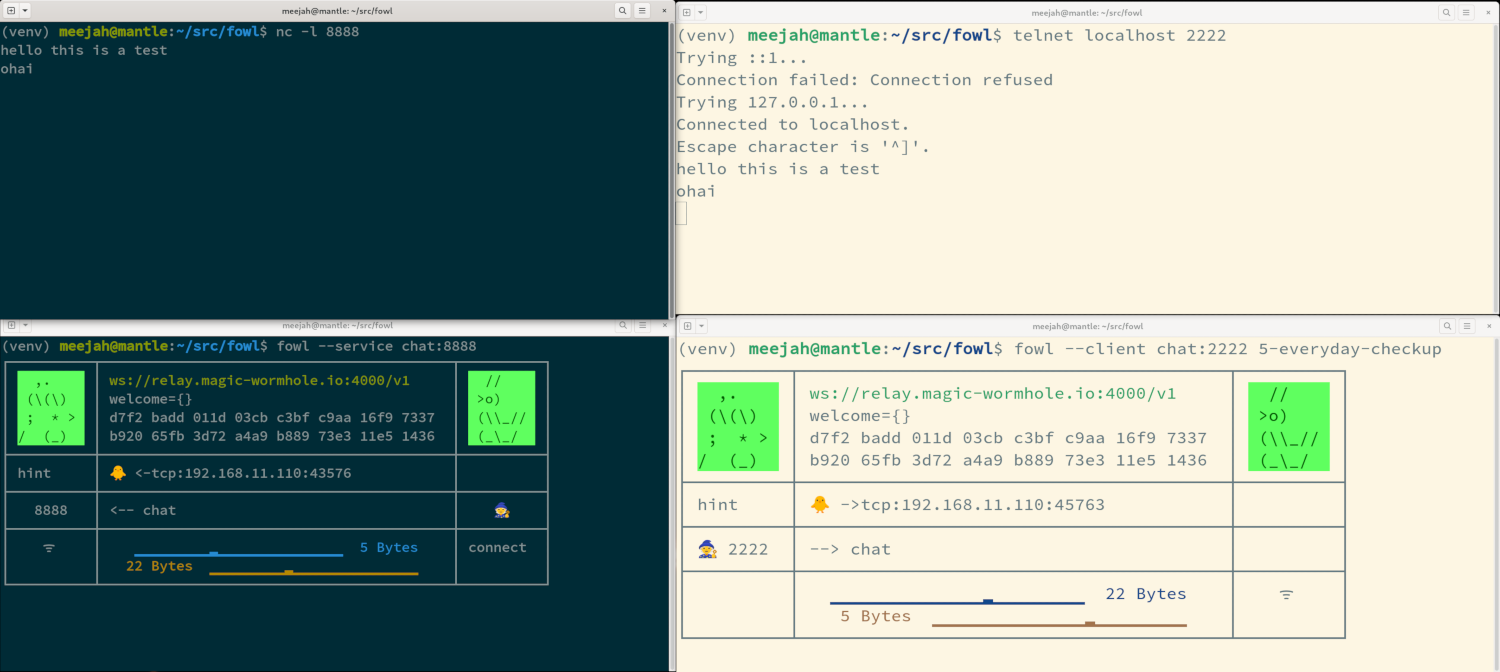 meejah@mantle: ~/src/fowl
(venv) meejah@mantle:~/src/fowl$ nc -l 8888
hello this is a test
ohai
meejah@mantle: ~/src/fowl
(venv) meejah@mantle:~/src/fowl$ telnet localhost 2222
Trying ::1...
Connection failed: Connection refused
Trying 127.0.0.1...
Connected to localhost.
Escape character is '^]'.
hello this is a test
ohai
meejah@mantle: ~/src/fowl
(venv) meejah@mantle:~/src/fowl$ fowl --service chat:8888
,.
(\(\)
;  * >
/  (_)
ws://relay.magic-wormhole.io:4000/v1
welcome={}
d7f2 badd 011d 03cb c3bf c9aa 16f9 7337
b920 65fb 3d72 a4a9 b889 73e3 11e5 1436
//
>o)
(\\_//
(_\_/
hint
🐥 <-tcp:192.168.11.110:43576
8888
<-- chat
🧙
5 Bytes
22 Bytes
connect
meejah@mantle: ~/src/fowl
(venv) meejah@mantle:~/src/fowl$ fowl --client chat:2222 5-everyday-checkup
,.
(\(\)
;  * >
/  (_)
ws://relay.magic-wormhole.io:4000/v1
welcome={}
d7f2 badd 011d 03cb c3bf c9aa 16f9 7337
b920 65fb 3d72 a4a9 b889 73e3 11e5 1436
//
>o)
(\\_//
(_\_/
hint
🐥 ->tcp:192.168.11.110:45763
🧙 2222
--> chat
22 Bytes
5 Bytes